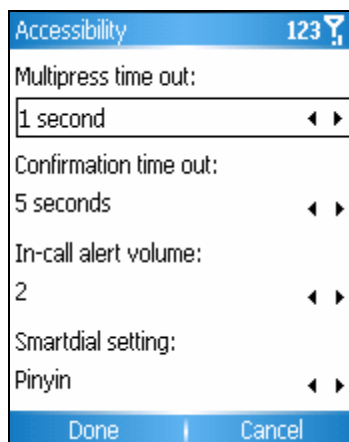 Accessibility 123
Multipress time out:
1 second
Confirmation time out:
5 seconds
In-call alert volume:
2
Smartdial setting:
Pinyin
Done Cancel